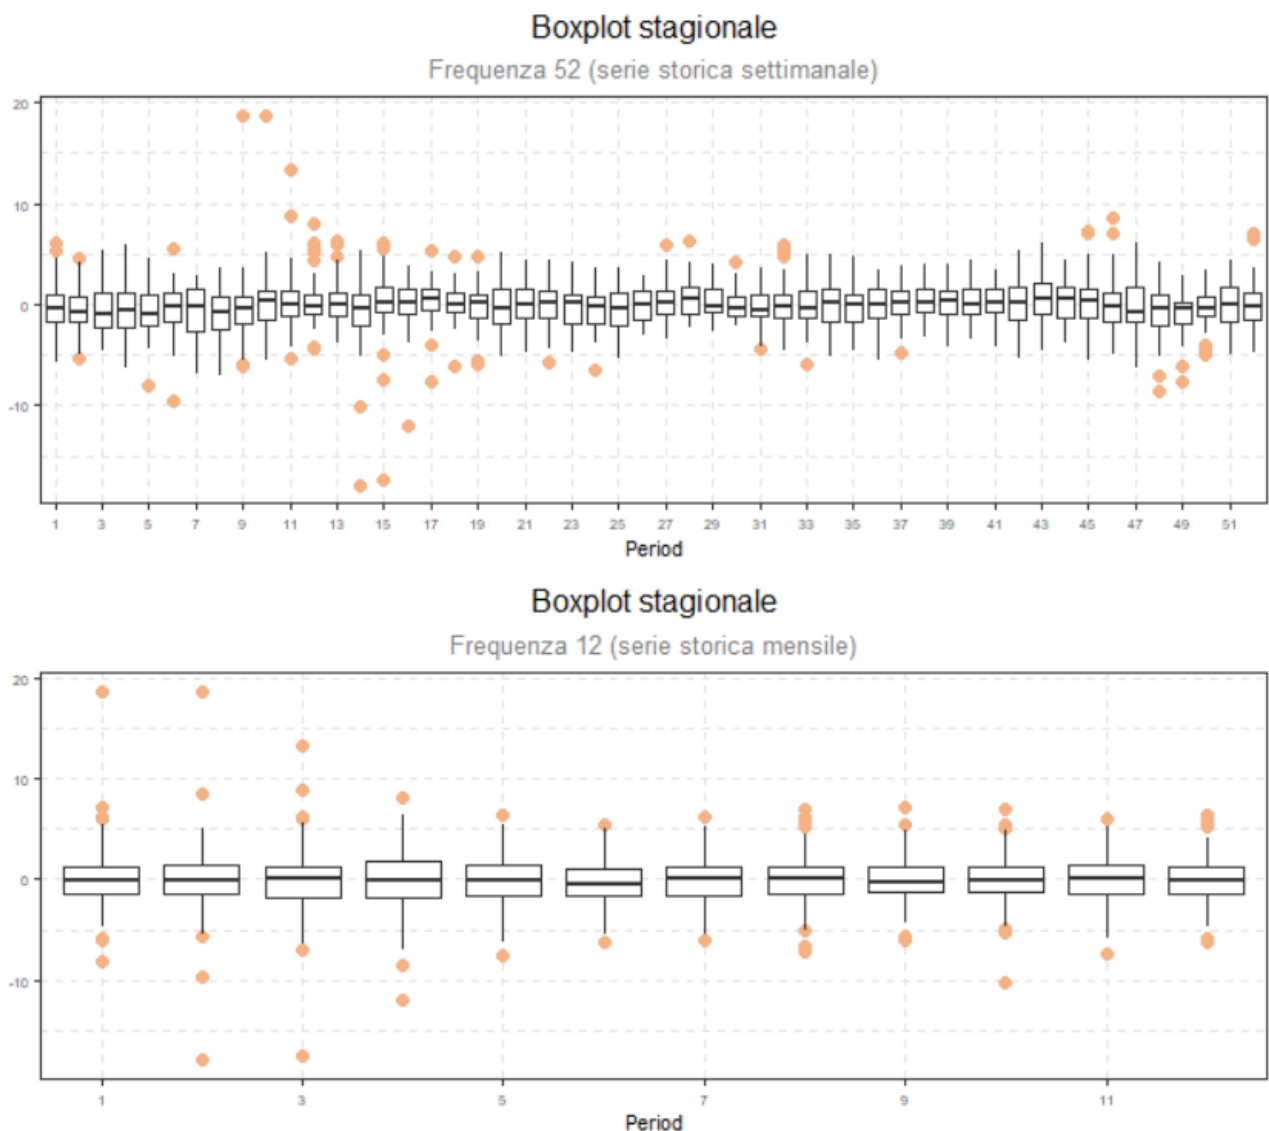 Boxplot stagionale
Frequenza 52 (serie storica settimanale)
20
10
0
-10
1 3 5 7 9 11 13 15 17 19 21 23 25 27 29 31 33 35 37 39 41 43 45 47 49 51
Period
Boxplot stagionale
Frequenza 12 (serie storica mensile)
20
10
0
-10
1 3 5 7 9 11
Period